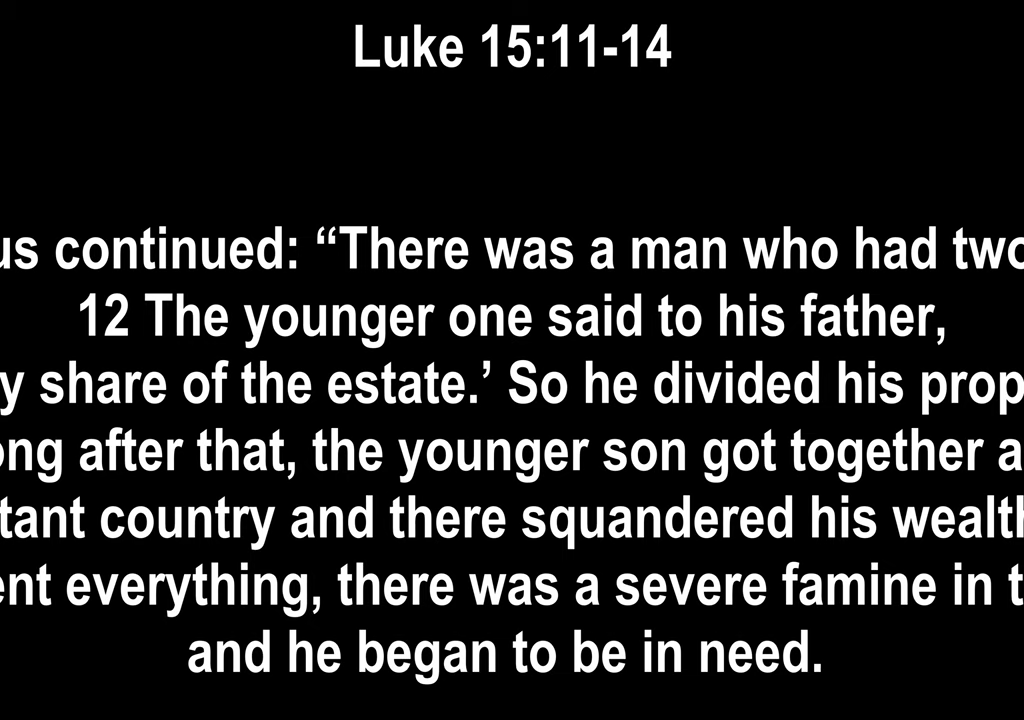 Luke 15:11-14
us continued: “There was a man who had two
12 The younger one said to his father,
y share of the estate.’ So he divided his prop
ong after that, the younger son got together a
tant country and there squandered his wealth
ent everything, there was a severe famine in t
and he began to be in need.